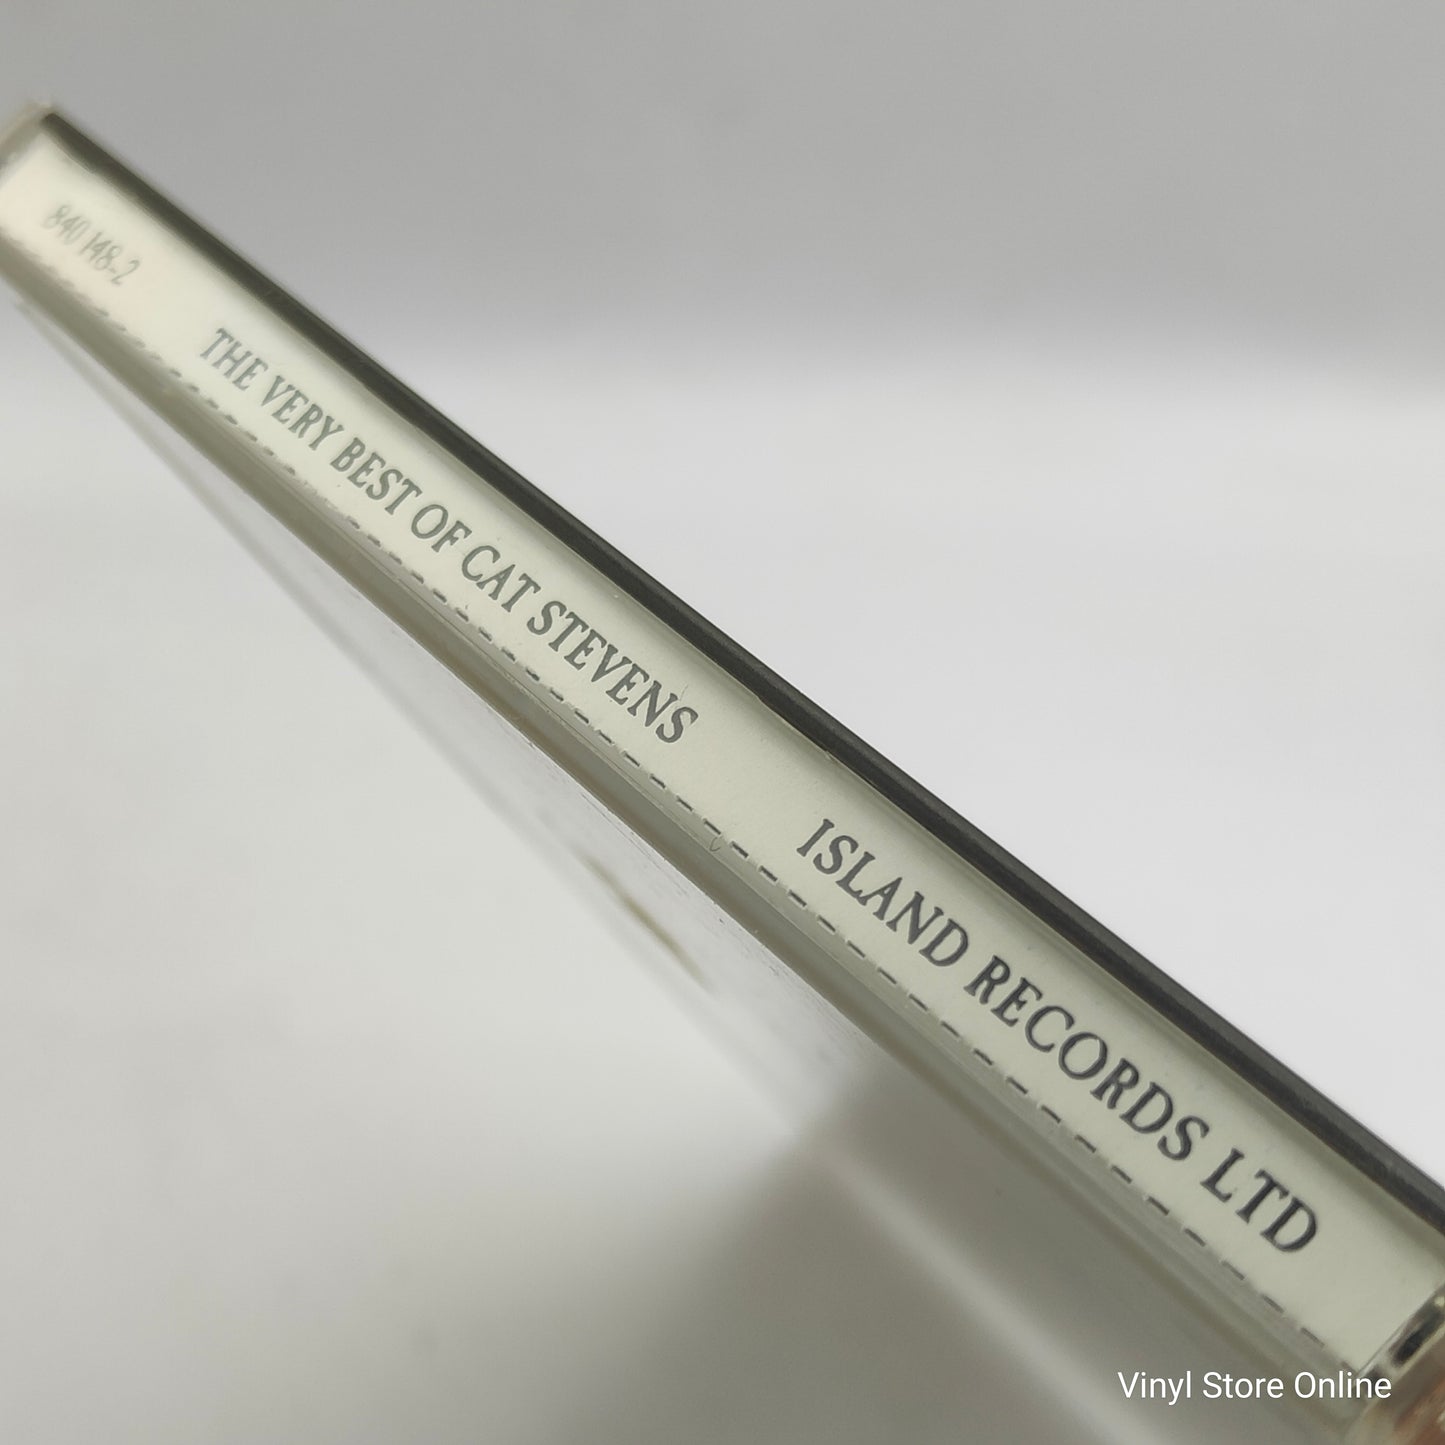 840 148-2 THE VERY BEST OF CAT STEVENS ISLAND RECORDS LTD
Vinyl Store Online